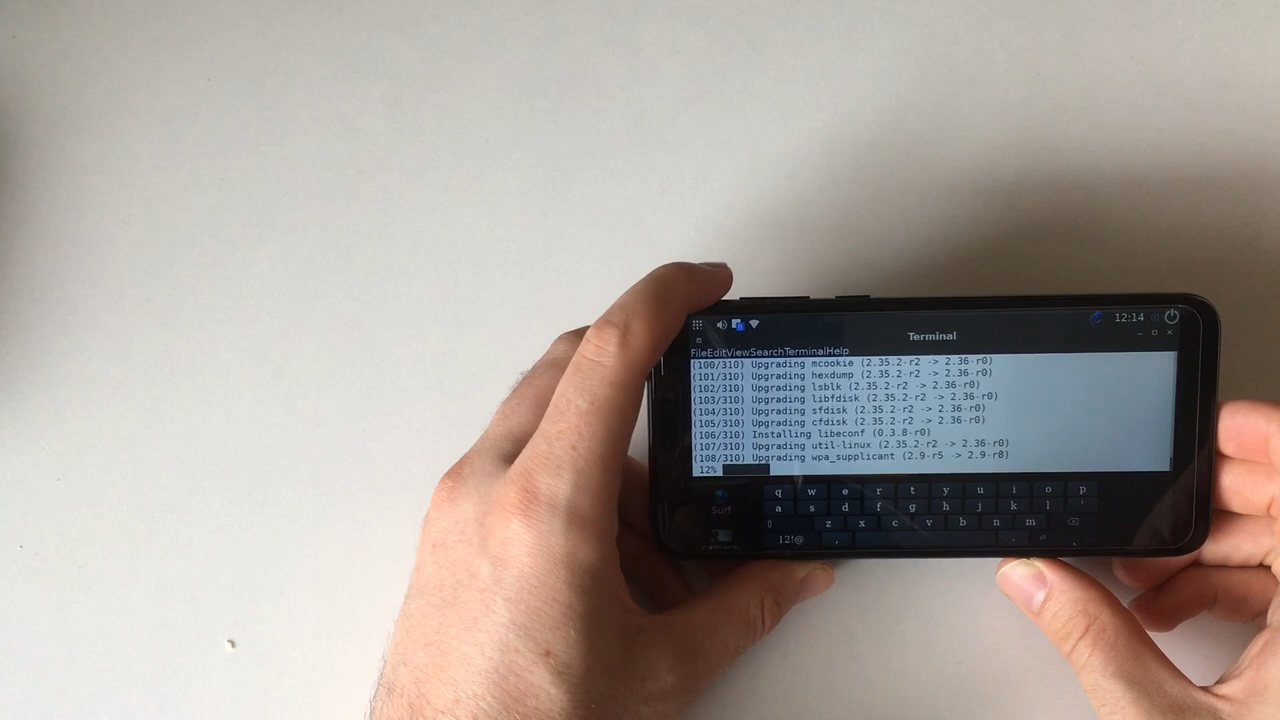 12:14
Terminal
FileEditViewSearchTerminalHelp
(100/310) Upgrading mcookie (2.35.2-r2 -> 2.36-r0)
(101/310) Upgrading hexdump (2.35.2-r2 -> 2.36-r0)
(102/310) Upgrading lsblk (2.35.2-r2 -> 2.36-r0)
(103/310) Upgrading libfdisk (2.35.2-r2 -> 2.36-r0)
(104/310) Upgrading sfdisk (2.35.2-r2 -> 2.36-r0)
(105/310) Upgrading cfdisk (2.35.2-r2 -> 2.36-r0)
(106/310) Installing libeconf (0.3.8-r0)
(107/310) Upgrading util-linux (2.35.2-r2 -> 2.36-r0)
(108/310) Upgrading wpa_supplicant (2.9-r5 -> 2.9-r8)
12%
Surf
q w e r t y u i o p
a s d f g h j k l '
z x c v b n m
12!@ , .